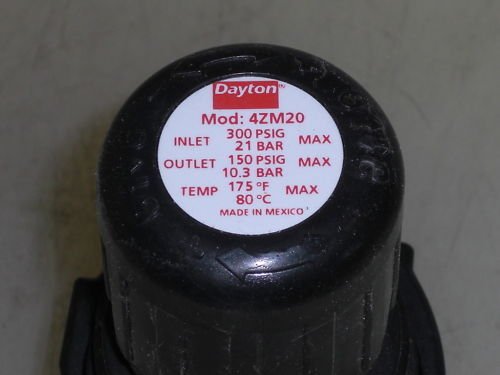 Dayton®
Mod: 4ZM20
INLET 300 PSIG MAX
21 BAR
OUTLET 150 PSIG MAX
10.3 BAR
TEMP 175 °F MAX
80 °C
MADE IN MEXICO